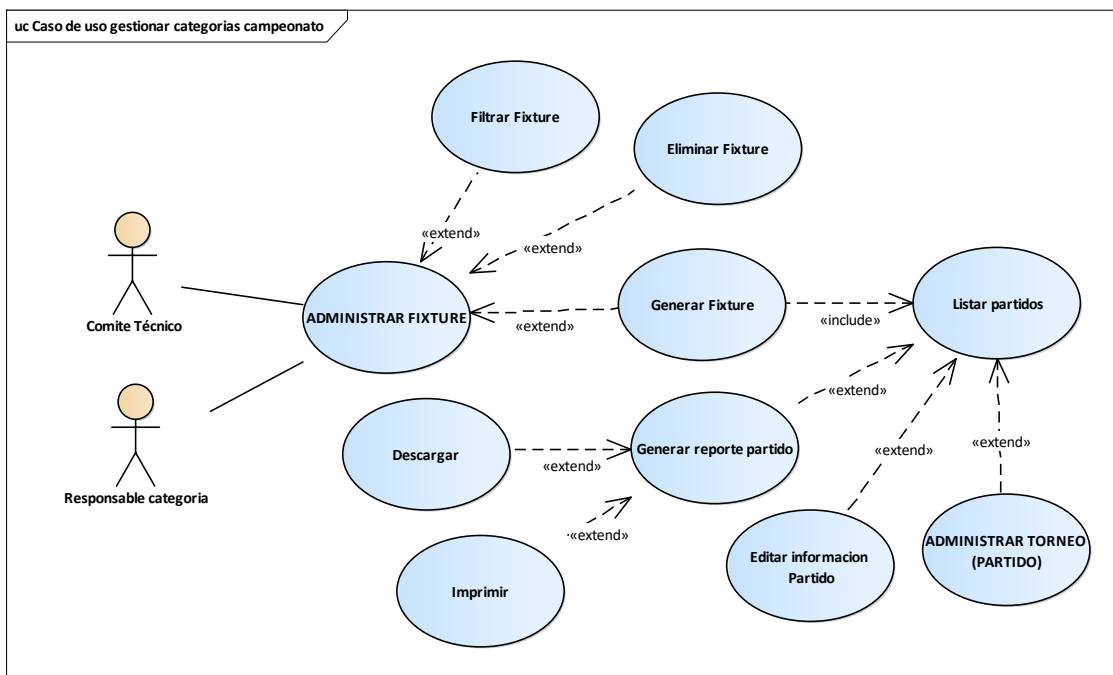 uc Caso de uso gestionar categorias campeonato
Filtrar Fixture
Eliminar Fixture
«extend»
«extend»
Comite Técnico
ADMINISTRAR FIXTURE
«extend»
Generar Fixture
«include»
Listar partidos
«extend»
Responsable categoria
Descargar
«extend»
Generar reporte partido
«extend»
«extend»
«extend»
Imprimir
Editar informacion
Partido
ADMINISTRAR TORNEO
(PARTIDO)